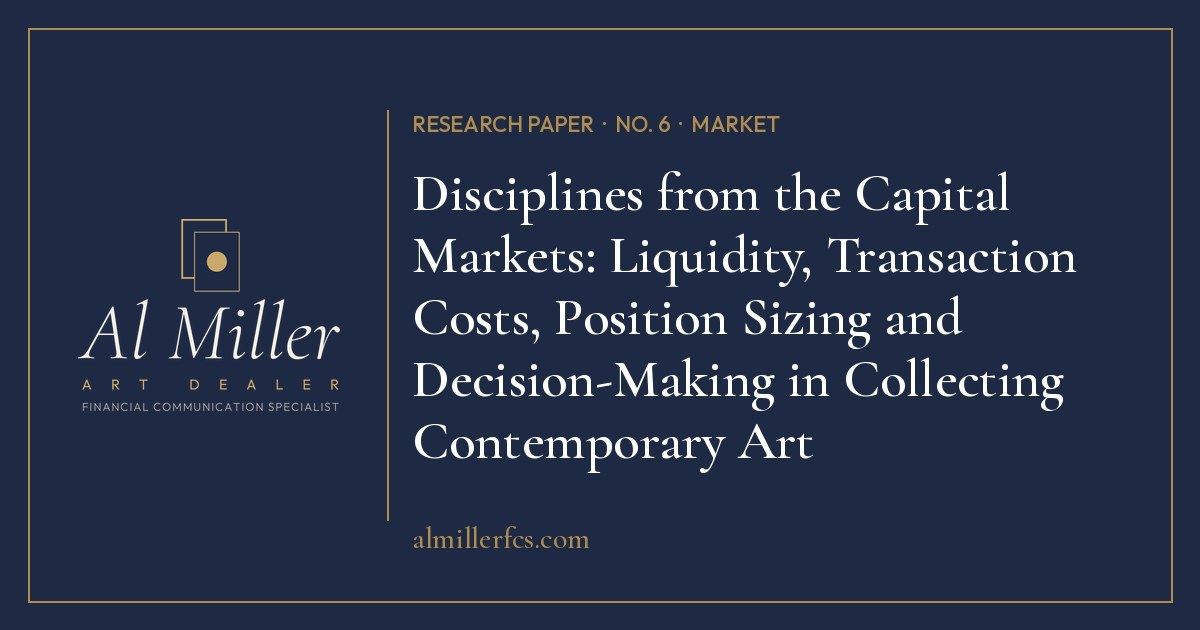 Al Miller
ART DEALER
FINANCIAL COMMUNICATION SPECIALIST
RESEARCH PAPER · NO. 6 · MARKET
Disciplines from the Capital
Markets: Liquidity, Transaction
Costs, Position Sizing and
Decision-Making in Collecting
Contemporary Art
almillerfcs.com